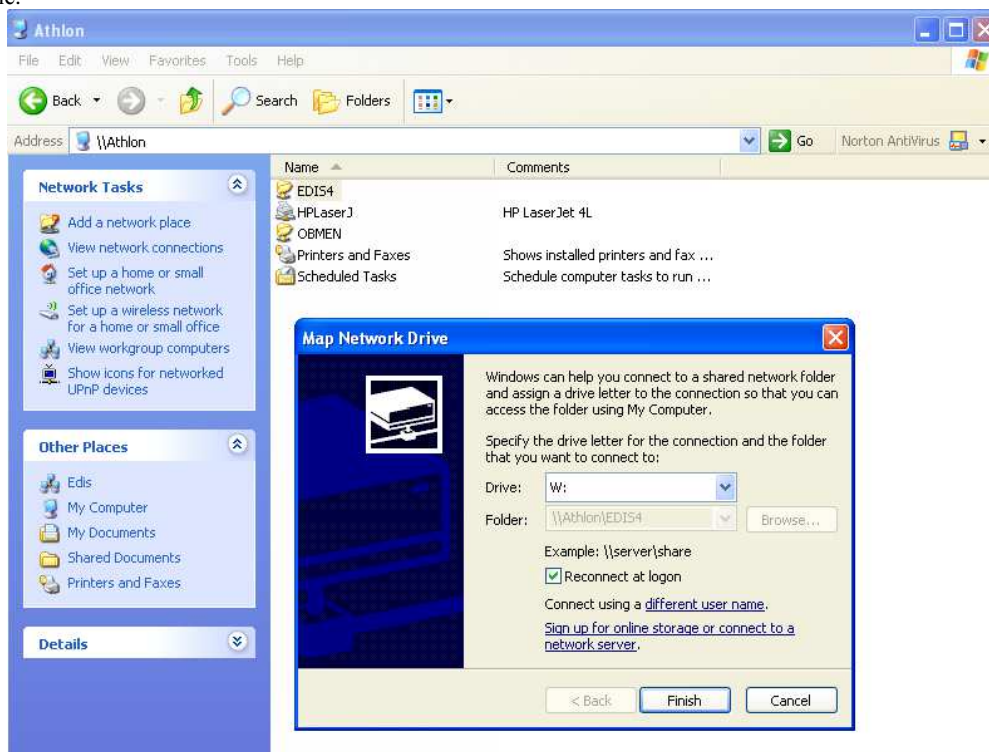 Athlon
File Edit View Favorites Tools Help
Back Search Folders
Address \\Athlon Go Norton AntiVirus
Name Comments
EDIS4
HPLaserJ HP LaserJet 4L
OBMEN
Printers and Faxes Shows installed printers and fax ...
Scheduled Tasks Schedule computer tasks to run ...
Network Tasks
Add a network place
View network connections
Set up a home or small
office network
Set up a wireless network
for a home or small office
View workgroup computers
Show icons for networked
UPnP devices
Other Places
Edis
My Computer
My Documents
Shared Documents
Printers and Faxes
Details
Map Network Drive
Windows can help you connect to a shared network folder
and assign a drive letter to the connection so that you can
access the folder using My Computer.
Specify the drive letter for the connection and the folder
that you want to connect to:
Drive: W:
Folder: \\Athlon\EDIS4 Browse...
Example: \\server\share
Reconnect at logon
Connect using a different user name.
Sign up for online storage or connect to a
network server.
< Back Finish Cancel